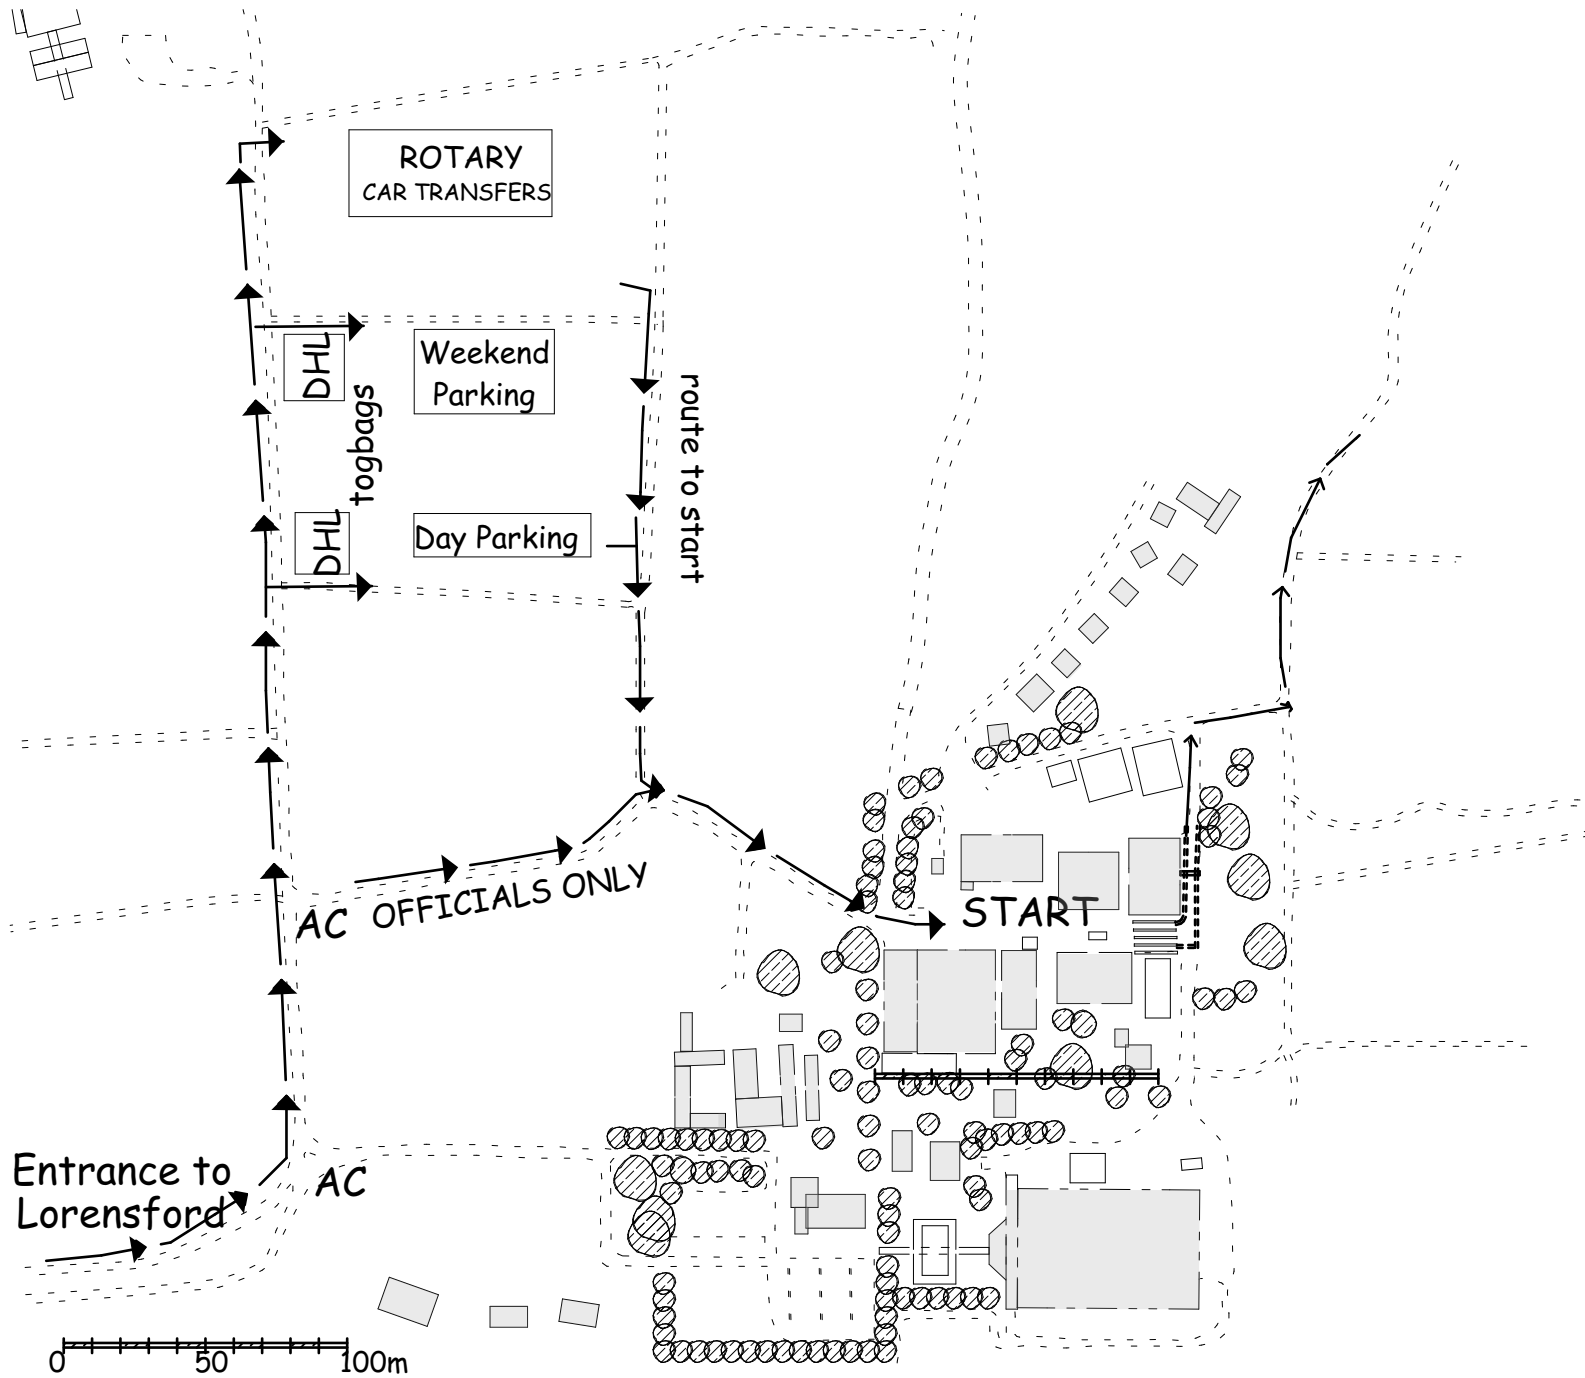 ROTARY
CAR TRANSFERS
DHL
Weekend
Parking
togbags
route to start
DHL
Day Parking
AC OFFICIALS ONLY
START
Entrance to
Lorensford
AC
0 50 100m